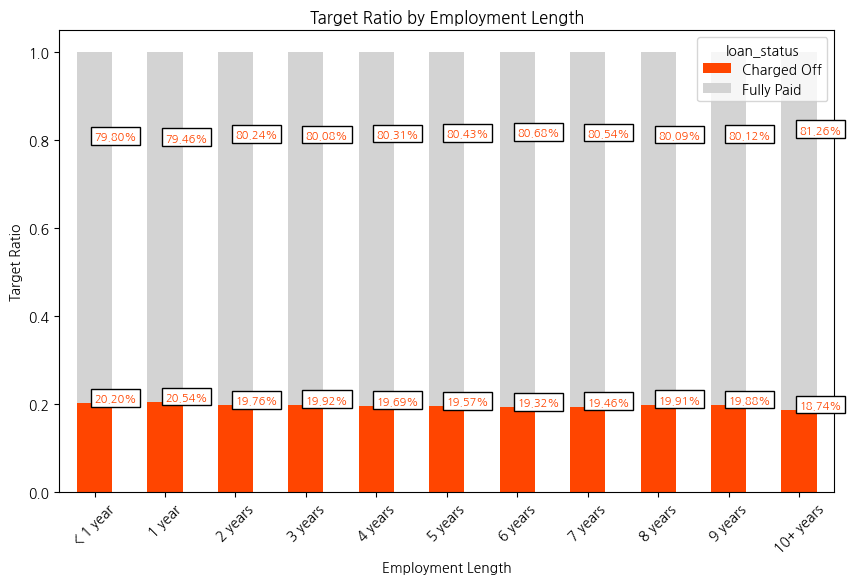 Target Ratio by Employment Length
loan_status
Charged Off
Fully Paid
1.0
0.8
0.6
0.4
0.2
0.0
Target Ratio
79.80%
79.46%
80.24%
80.08%
80.31%
80.43%
80.68%
80.54%
80.09%
80.12%
81.26%
20.20%
20.54%
19.76%
19.92%
19.69%
19.57%
19.32%
19.46%
19.91%
19.88%
18.74%
< 1 year
1 year
2 years
3 years
4 years
5 years
6 years
7 years
8 years
9 years
10+ years
Employment Length